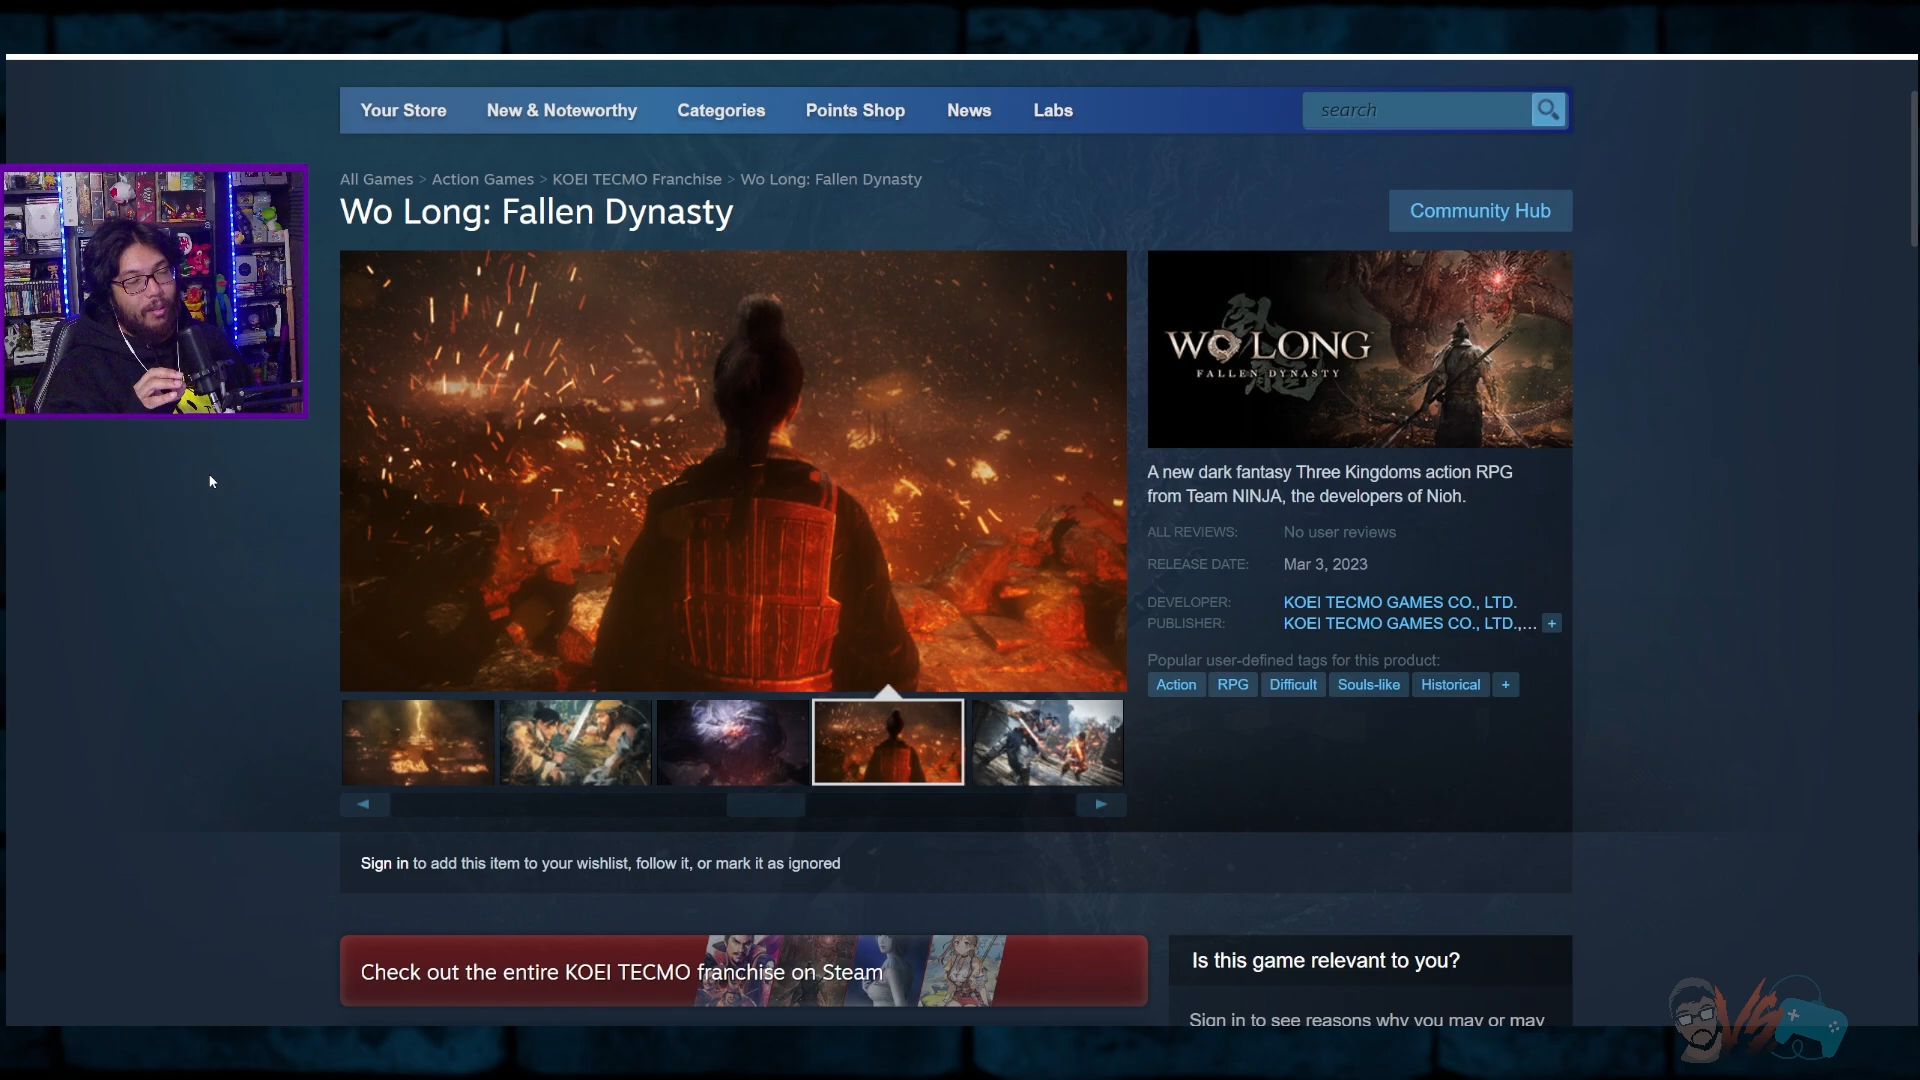 Your Store
New & Noteworthy
Categories
Points Shop
News
Labs
search
All Games > Action Games > KOEI TECMO Franchise > Wo Long: Fallen Dynasty
Wo Long: Fallen Dynasty
Community Hub
臥龍
WO LONG
FALLEN DYNASTY
A new dark fantasy Three Kingdoms action RPG
from Team NINJA, the developers of Nioh.
ALL REVIEWS: No user reviews
RELEASE DATE: Mar 3, 2023
DEVELOPER: KOEI TECMO GAMES CO., LTD.
PUBLISHER: KOEI TECMO GAMES CO., LTD.,... +
Popular user-defined tags for this product:
Action RPG Difficult Souls-like Historical +
Sign in to add this item to your wishlist, follow it, or mark it as ignored
Check out the entire KOEI TECMO franchise on Steam
Is this game relevant to you?
Sign in to see reasons why you may or may
VS